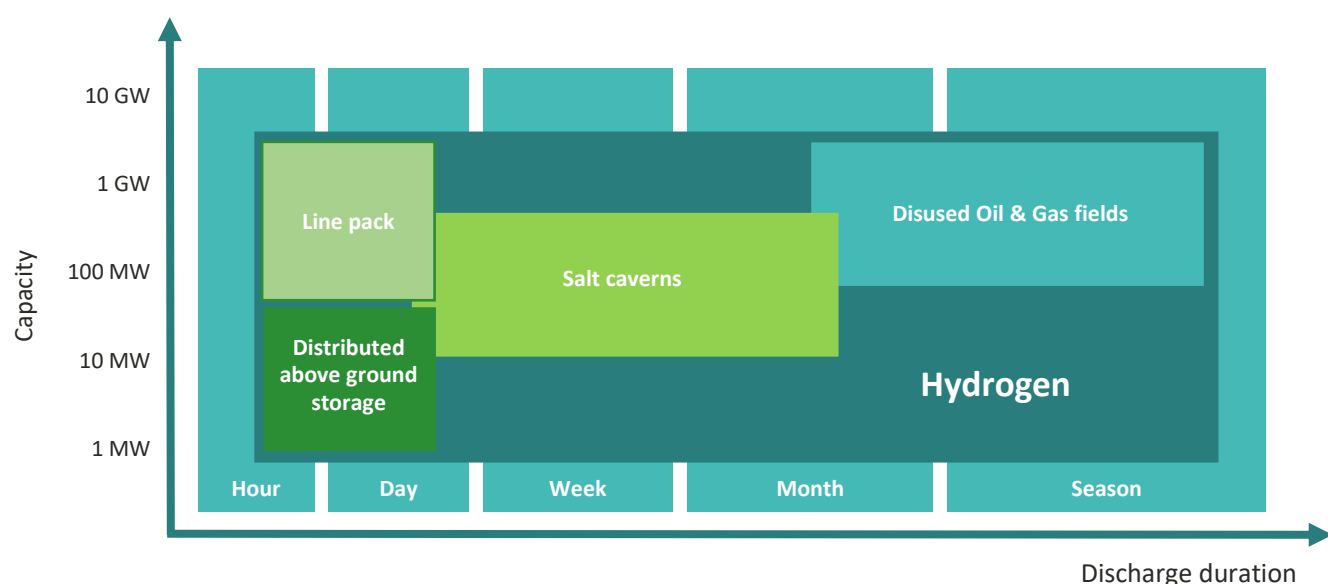 Capacity
10 GW
1 GW
100 MW
10 MW
1 MW
Line pack
Disused Oil & Gas fields
Salt caverns
Distributed
above ground
storage
Hydrogen
Hour
Day
Week
Month
Season
Discharge duration